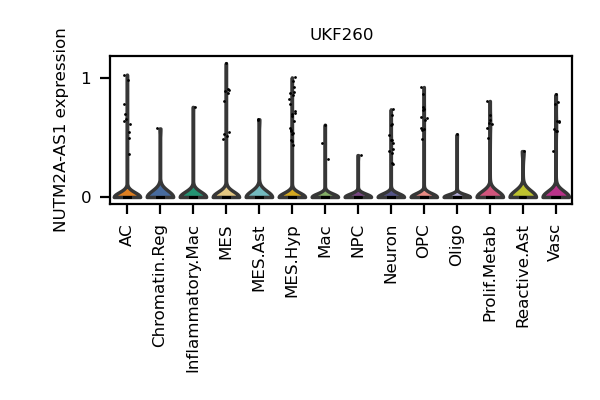 UKF260
NUTM2A-AS1 expression
1
0
AC
Chromatin.Reg
Inflammatory.Mac
MES
MES.Ast
MES.Hyp
Mac
NPC
Neuron
OPC
Oligo
Prolif.Metab
Reactive.Ast
Vasc